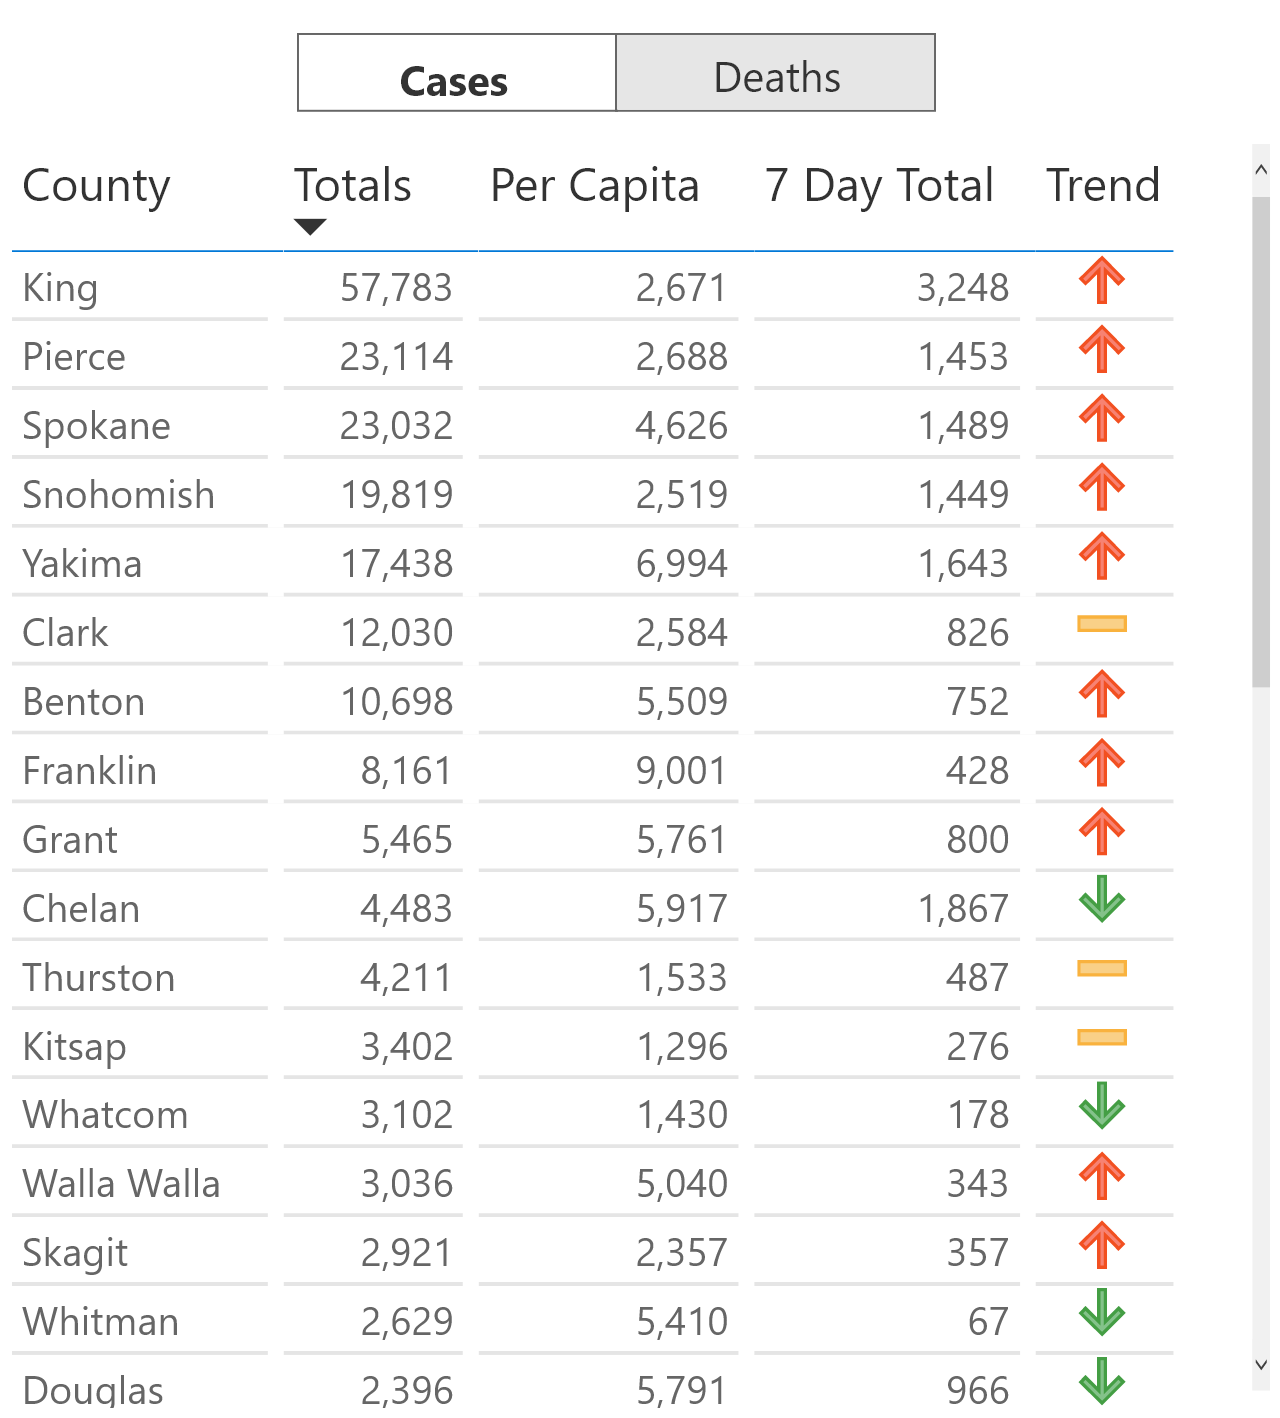 Cases Deaths
County Totals Per Capita 7 Day Total Trend
King 57,783 2,671 3,248
Pierce 23,114 2,688 1,453
Spokane 23,032 4,626 1,489
Snohomish 19,819 2,519 1,449
Yakima 17,438 6,994 1,643
Clark 12,030 2,584 826
Benton 10,698 5,509 752
Franklin 8,161 9,001 428
Grant 5,465 5,761 800
Chelan 4,483 5,917 1,867
Thurston 4,211 1,533 487
Kitsap 3,402 1,296 276
Whatcom 3,102 1,430 178
Walla Walla 3,036 5,040 343
Skagit 2,921 2,357 357
Whitman 2,629 5,410 67
Douglas 2,396 5,791 966